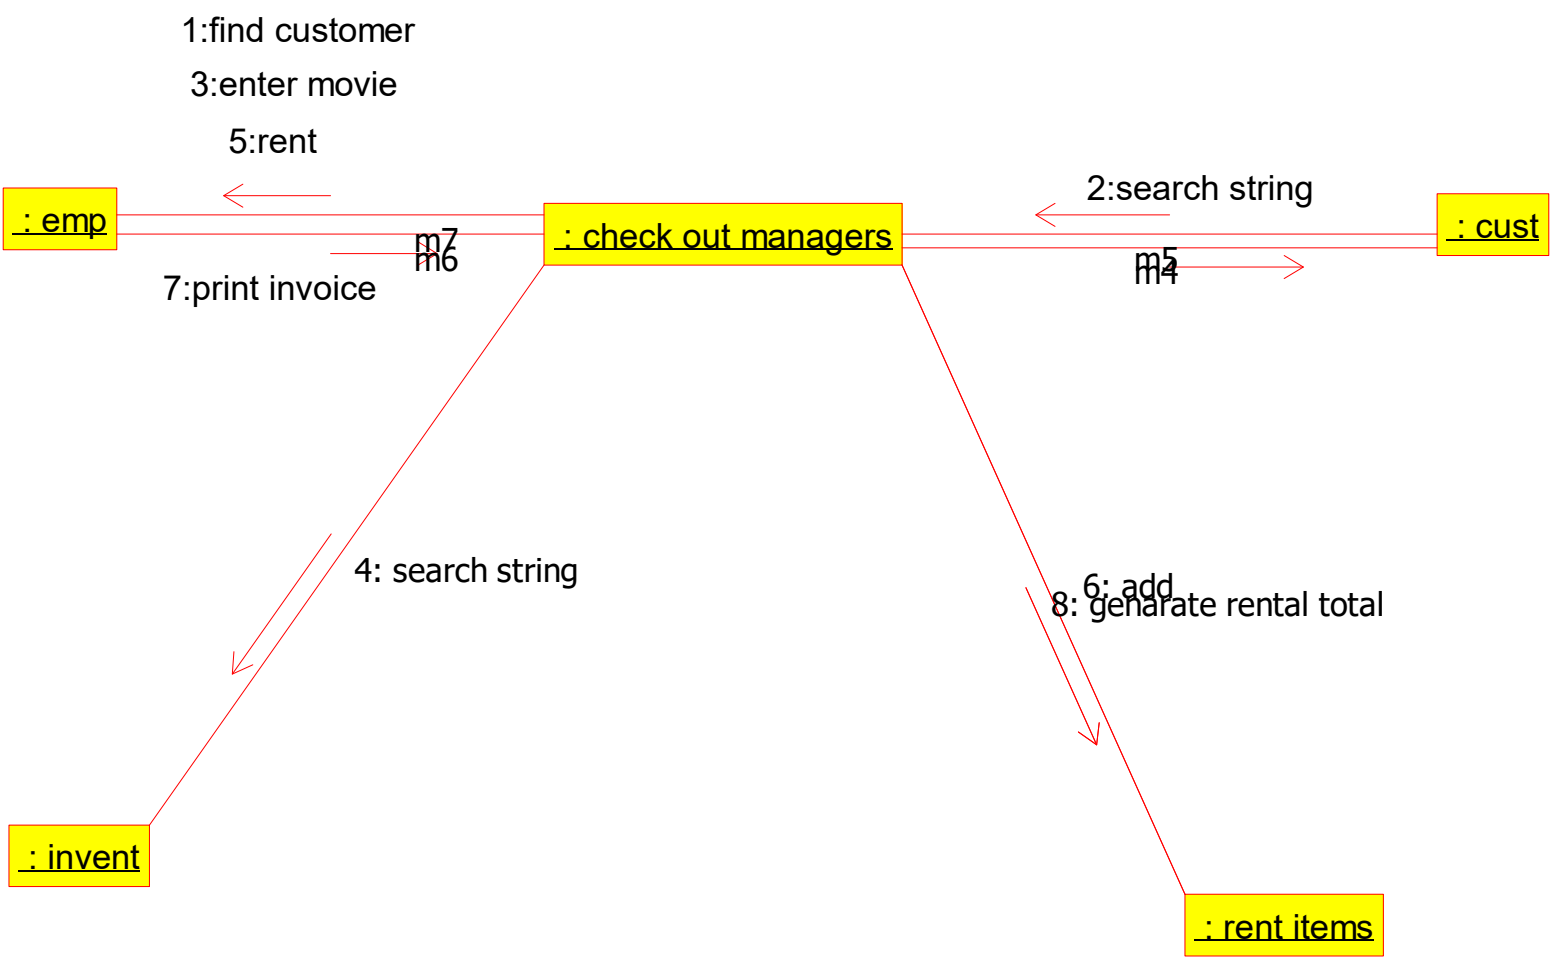 1:find customer
3:enter movie
5:rent
2:search string
: emp
: check out managers
: cust
m7
m6
m5
m4
7:print invoice
4: search string
6: add
8: genarate rental total
: invent
: rent items